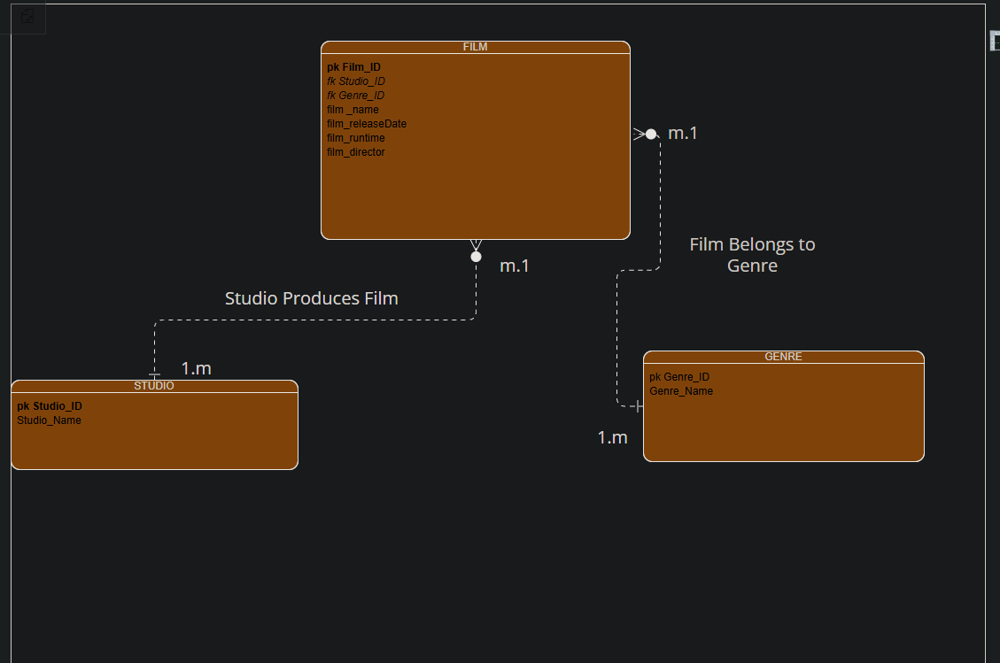 FILM
pk Film_ID
fk Studio_ID
fk Genre_ID
film _name
film_releaseDate
film_runtime
film_director
m.1
Film Belongs to
Genre
m.1
Studio Produces Film
1.m
STUDIO
pk Studio_ID
Studio_Name
GENRE
pk Genre_ID
Genre_Name
1.m